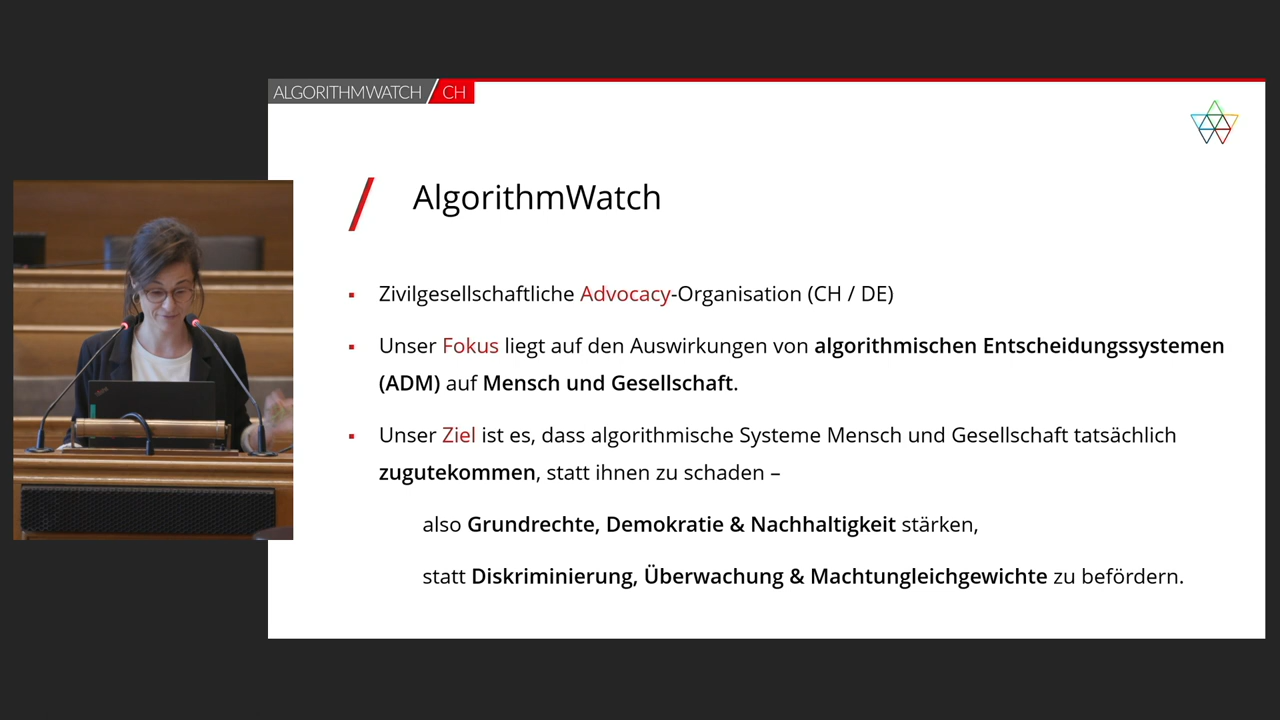 ALGORITHMWATCH / CH
AlgorithmWatch
▪ Zivilgesellschaftliche Advocacy-Organisation (CH / DE)
▪ Unser Fokus liegt auf den Auswirkungen von algorithmischen Entscheidungssystemen
(ADM) auf Mensch und Gesellschaft.
▪ Unser Ziel ist es, dass algorithmische Systeme Mensch und Gesellschaft tatsächlich
zugutekommen, statt ihnen zu schaden –
also Grundrechte, Demokratie & Nachhaltigkeit stärken,
statt Diskriminierung, Überwachung & Machtungleichgewichte zu befördern.